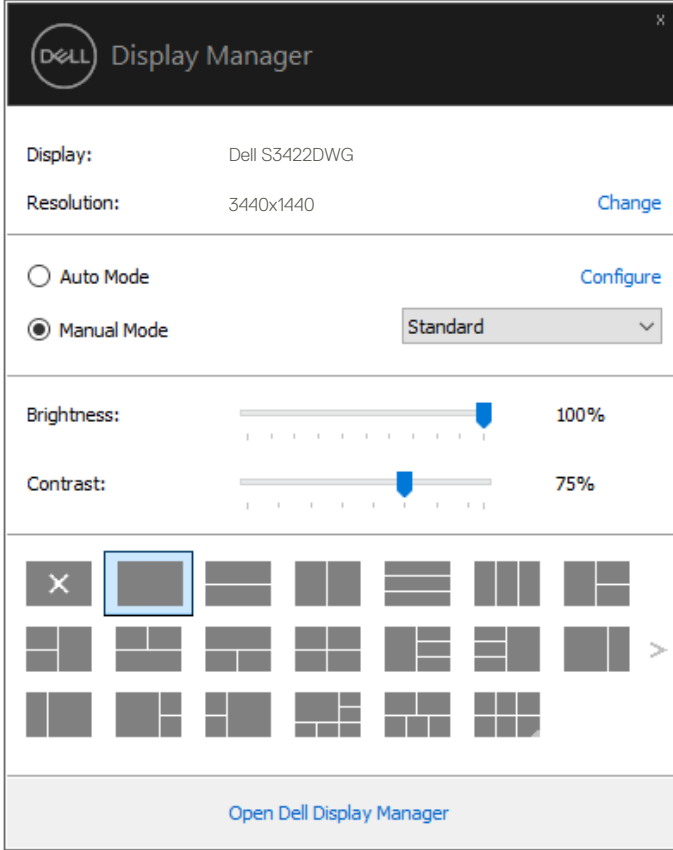 x
DELL Display Manager
Display: Dell S3422DWG
Resolution: 3440x1440 Change
Auto Mode Configure
Manual Mode Standard
Brightness: 100%
Contrast: 75%
Open Dell Display Manager